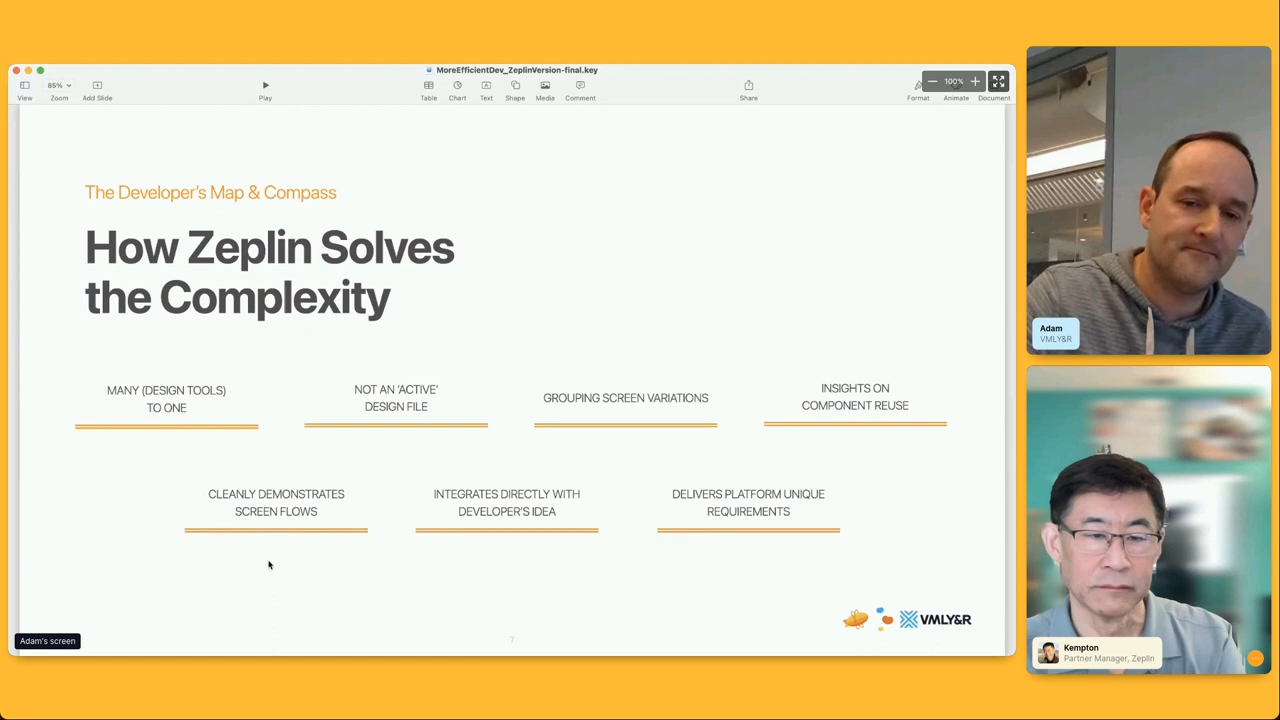 MoreEfficientDev_ZeplinVersion-final.key
85%
100%
View
Zoom
Add Slide
Play
Table
Chart
Text
Shape
Media
Comment
Share
Format
Animate
Document
The Developer's Map & Compass
How Zeplin Solves
the Complexity
MANY (DESIGN TOOLS)
TO ONE
NOT AN 'ACTIVE'
DESIGN FILE
GROUPING SCREEN VARIATIONS
INSIGHTS ON
COMPONENT REUSE
CLEANLY DEMONSTRATES
SCREEN FLOWS
INTEGRATES DIRECTLY WITH
DEVELOPER'S IDEA
DELIVERS PLATFORM UNIQUE
REQUIREMENTS
VMLY&R
7
Adam's screen
Adam
VMLY&R
Kempton
Partner Manager, Zeplin